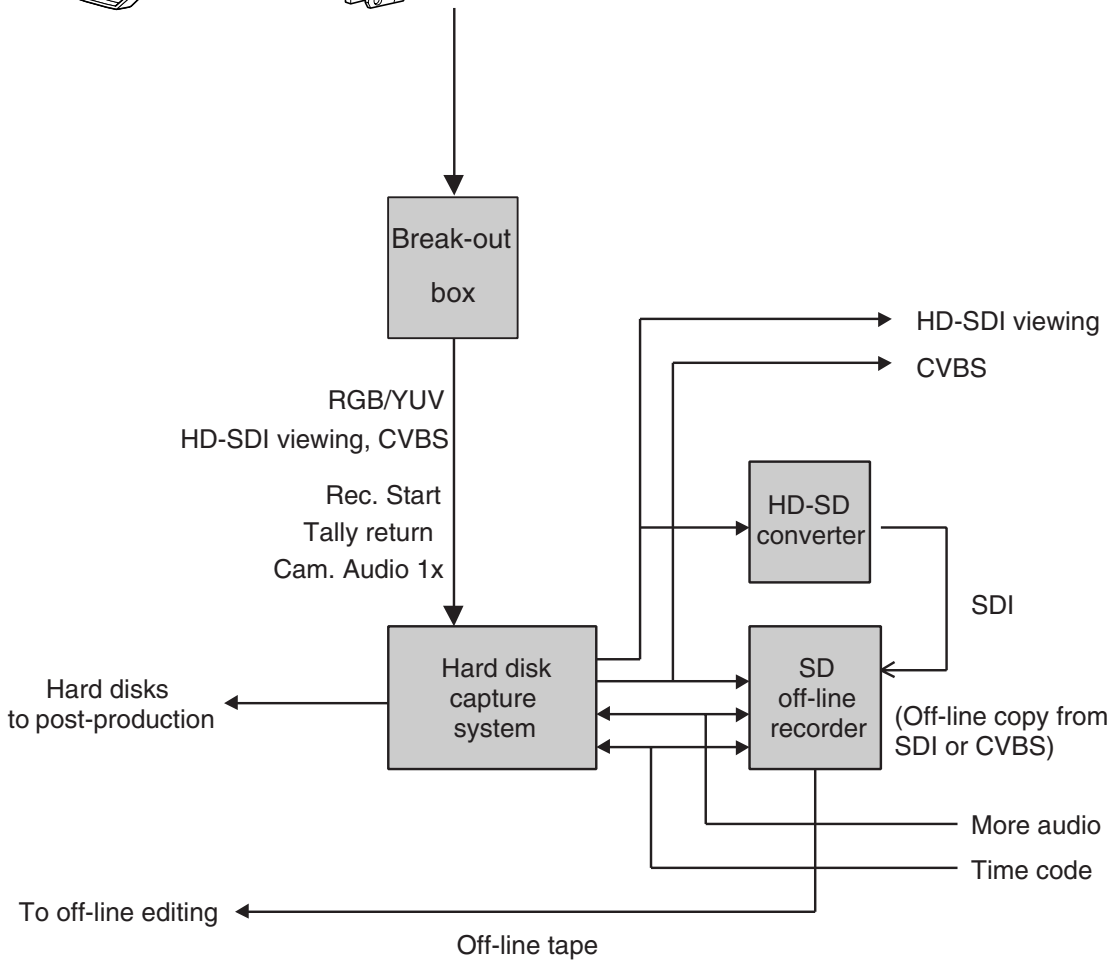 Break-out
box
HD-SDI viewing
CVBS
RGB/YUV
HD-SDI viewing, CVBS
Rec. Start
Tally return
Cam. Audio 1x
HD-SD
converter
SDI
Hard disk
capture
system
SD
off-line
recorder
Hard disks
to post-production
(Off-line copy from
SDI or CVBS)
More audio
Time code
To off-line editing
Off-line tape